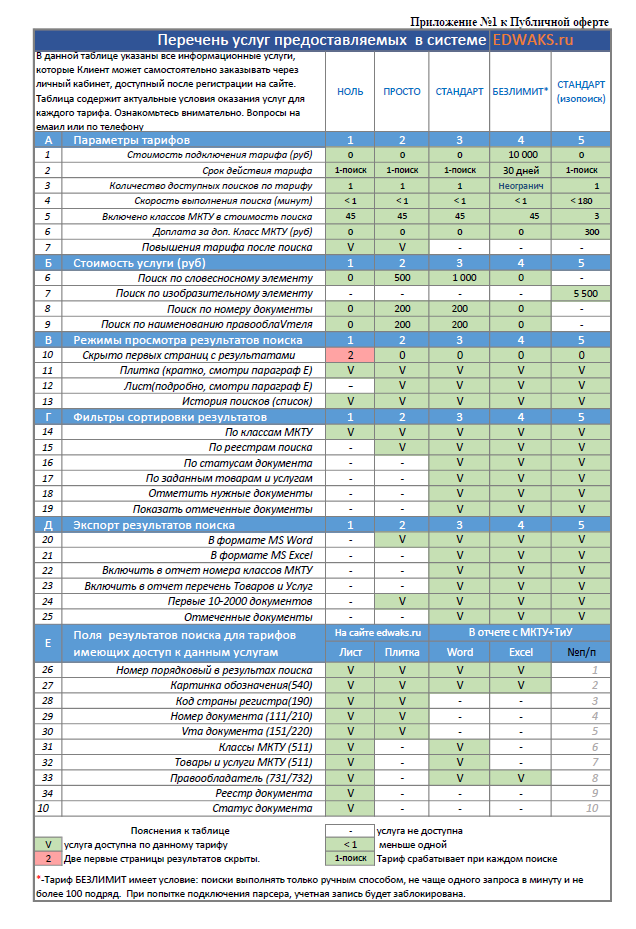 Приложение №1 к Публичной оферте
Перечень услуг предоставляемых в системе EDWAKS.ru
В данной таблице указаны все информационные услуги,
которые Клиент может самостоятельно заказывать через
личный кабинет, доступный после регистрации на сайте.
Таблица содержит актуальные условия оказания услуг для
каждого тарифа. Ознакомьтесь внимательно. Вопросы на
емаил или по телефону
НОЛЬ ПРОСТО СТАНДАРТ БЕЗЛИМИТ* СТАНДАРТ (изопоиск)
А Параметры тарифов 1 2 3 4 5
1 Стоимость подключения тарифа (руб) 0 0 0 10 000 0
2 Срок действия тарифа 1-поиск 1-поиск 1-поиск 30 дней 1-поиск
3 Количество доступных поисков по тарифу 1 1 1 Неогранич 1
4 Скорость выполнения поиска (минут) < 1 < 1 < 1 < 1 < 180
5 Включено классов МКТУ в стоимость поиска 45 45 45 45 3
6 Доплата за доп. Класс МКТУ (руб) 0 0 0 0 300
7 Повышения тарифа после поиска V V - - -
Б Стоимость услуги (руб) 1 2 3 4 5
6 Поиск по словесносному элементу 0 500 1 000 0 -
7 Поиск по изобразительному элементу - - - - 5 500
8 Поиск по номеру документы 0 200 200 0 -
9 Поиск по наименованию правооблаVтеля 0 200 200 0 -
В Режимы просмотра результатов поиска 1 2 3 4 5
10 Скрыто первых страниц с результатами 2 0 0 0 0
11 Плитка (кратко, смотри параграф Е) V V V V V
12 Лист(подробно, смотри параграф Е) – V V V V
13 История поисков (список) V V V V V
Г Фильтры сортировки результатов 1 2 3 4 5
14 По классам МКТУ V V V V V
15 По реестрам поиска - V V V V
16 По статусам документа - - V V V
17 По заданным товарам и услугам - - V V V
18 Отметить нужные документы - - V V V
19 Показать отмеченные документы - - V V V
Д Экспорт результатов поиска 1 2 3 4 5
20 В формате MS Word - V V V V
21 В формате MS Excel - - V V V
22 Включить в отчет номера классов МКТУ - - V V V
23 Включить в отчет перечень Товаров и Услуг - - V V V
24 Первые 10-2000 документов - V V V V
25 Отмеченные документы - - V V V
Е Поля результатов поиска для тарифов имеющих доступ к данным услугам На сайте edwaks.ru В отчете с МКТУ+ТиУ
Лист Плитка Word Excel №п/п
26 Номер порядковый в результах поиска V V V V 1
27 Картинка обозначения(540) V V V V 2
28 Код страны регистра(190) V V - - 3
29 Номер документа (111/210) V V - - 4
30 Vта документа (151/220) V V - - 5
31 Классы МКТУ (511) V - V - 6
32 Товары и услуги МКТУ (511) V - V - 7
33 Правообладатель (731/732) V - V V 8
34 Реестр документа V - - - 9
10 Статус документа V - - - 10
Пояснения к таблице - услуга не доступна
V услуга доступна по данному тарифу < 1 меньше одной
2 Две первые страницы результатов скрыты. 1-поиск Тариф срабатывает при каждом поиске
*-Тариф БЕЗЛИМИТ имеет условие: поиски выполнять только ручным способом, не чаще одного запроса в минуту и не
более 100 подряд. При попытке подключения парсера, учетная запись будет заблокирована.